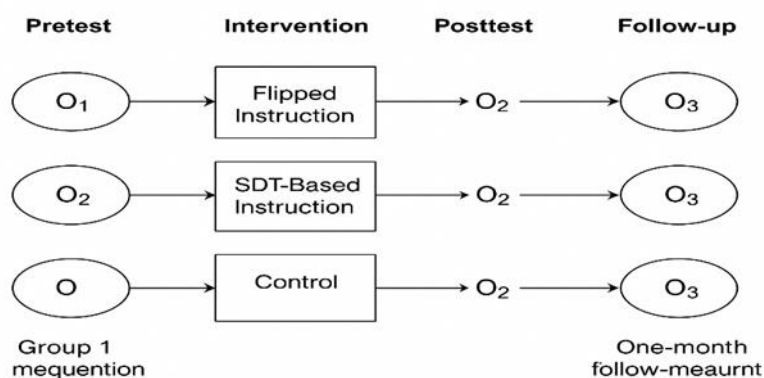 Pretest Intervention Posttest Follow-up
O₁ Flipped Instruction O₂ O₃
O₂ SDT-Based Instruction O₂ O₃
O Control O₂ O₃
Group 1
mequention
One-month
follow-meaurnt